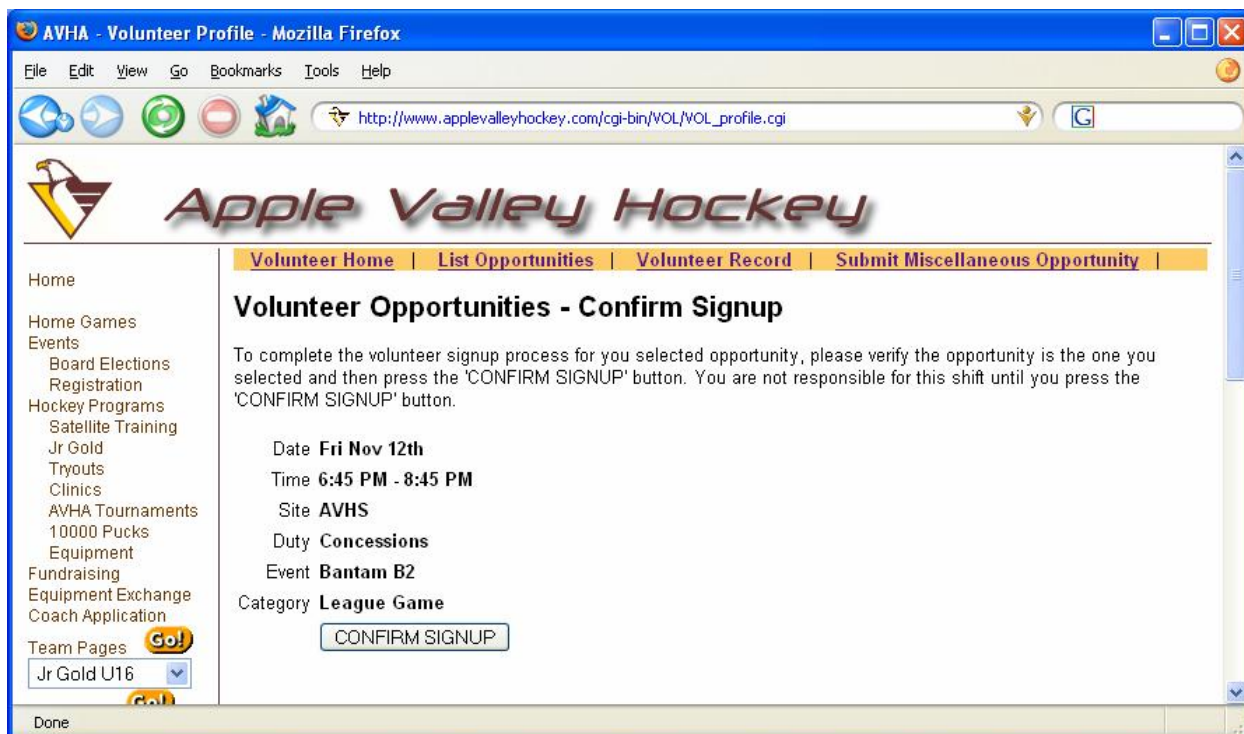 AVHA - Volunteer Profile - Mozilla Firefox
File Edit View Go Bookmarks Tools Help
http://www.applevalleyhockey.com/cgi-bin/VOL/VOL_profile.cgi
G
Apple Valley Hockey
Volunteer Home | List Opportunities | Volunteer Record | Submit Miscellaneous Opportunity |
Home
Home Games
Events
Board Elections
Registration
Hockey Programs
Satellite Training
Jr Gold
Tryouts
Clinics
AVHA Tournaments
10000 Pucks
Equipment
Fundraising
Equipment Exchange
Coach Application
Team Pages Go!
Jr Gold U16
Go!
Volunteer Opportunities - Confirm Signup
To complete the volunteer signup process for you selected opportunity, please verify the opportunity is the one you
selected and then press the 'CONFIRM SIGNUP' button. You are not responsible for this shift until you press the
'CONFIRM SIGNUP' button.
Date Fri Nov 12th
Time 6:45 PM - 8:45 PM
Site AVHS
Duty Concessions
Event Bantam B2
Category League Game
CONFIRM SIGNUP
Done